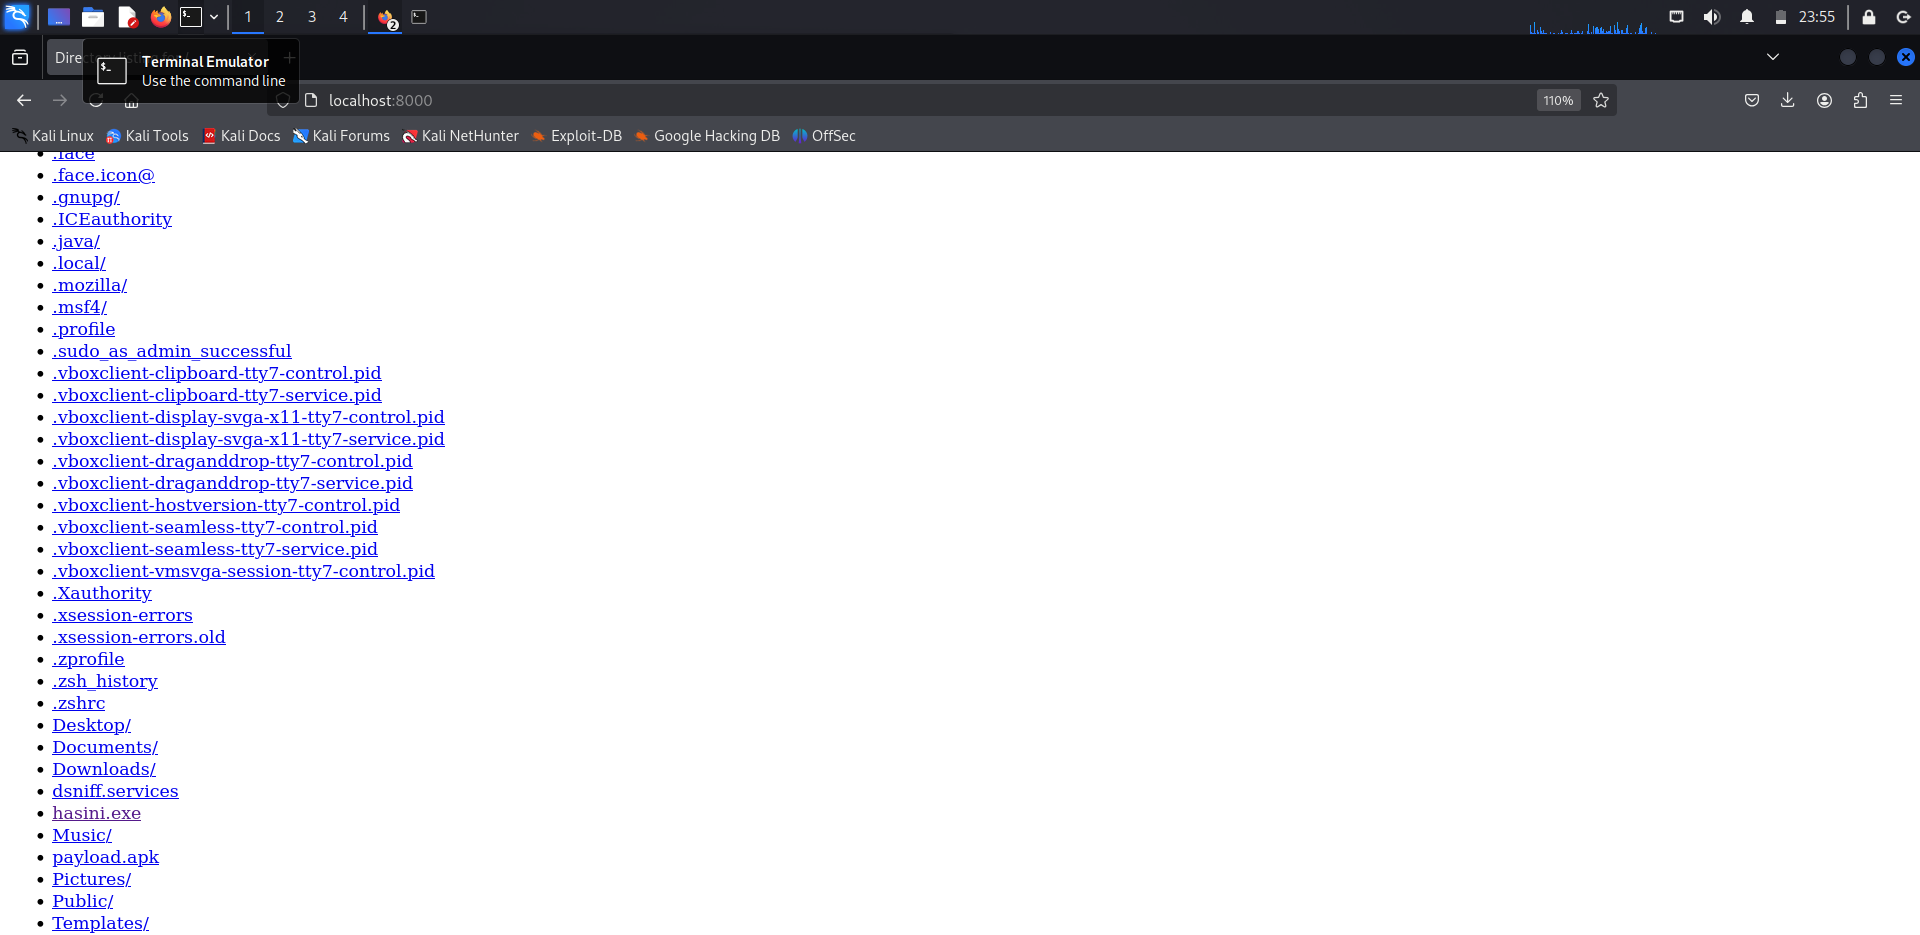 1 2 3 4 2 23:55
Direc
Terminal Emulator
Use the command line
localhost:8000 110%
Kali Linux Kali Tools Kali Docs Kali Forums Kali NetHunter Exploit-DB Google Hacking DB OffSec
.face
.face.icon@
.gnupg/
.ICEauthority
.java/
.local/
.mozilla/
.msf4/
.profile
.sudo_as_admin_successful
.vboxclient-clipboard-tty7-control.pid
.vboxclient-clipboard-tty7-service.pid
.vboxclient-display-svga-x11-tty7-control.pid
.vboxclient-display-svga-x11-tty7-service.pid
.vboxclient-draganddrop-tty7-control.pid
.vboxclient-draganddrop-tty7-service.pid
.vboxclient-hostversion-tty7-control.pid
.vboxclient-seamless-tty7-control.pid
.vboxclient-seamless-tty7-service.pid
.vboxclient-vmsvga-session-tty7-control.pid
.Xauthority
.xsession-errors
.xsession-errors.old
.zprofile
.zsh_history
.zshrc
Desktop/
Documents/
Downloads/
dsniff.services
hasini.exe
Music/
payload.apk
Pictures/
Public/
Templates/